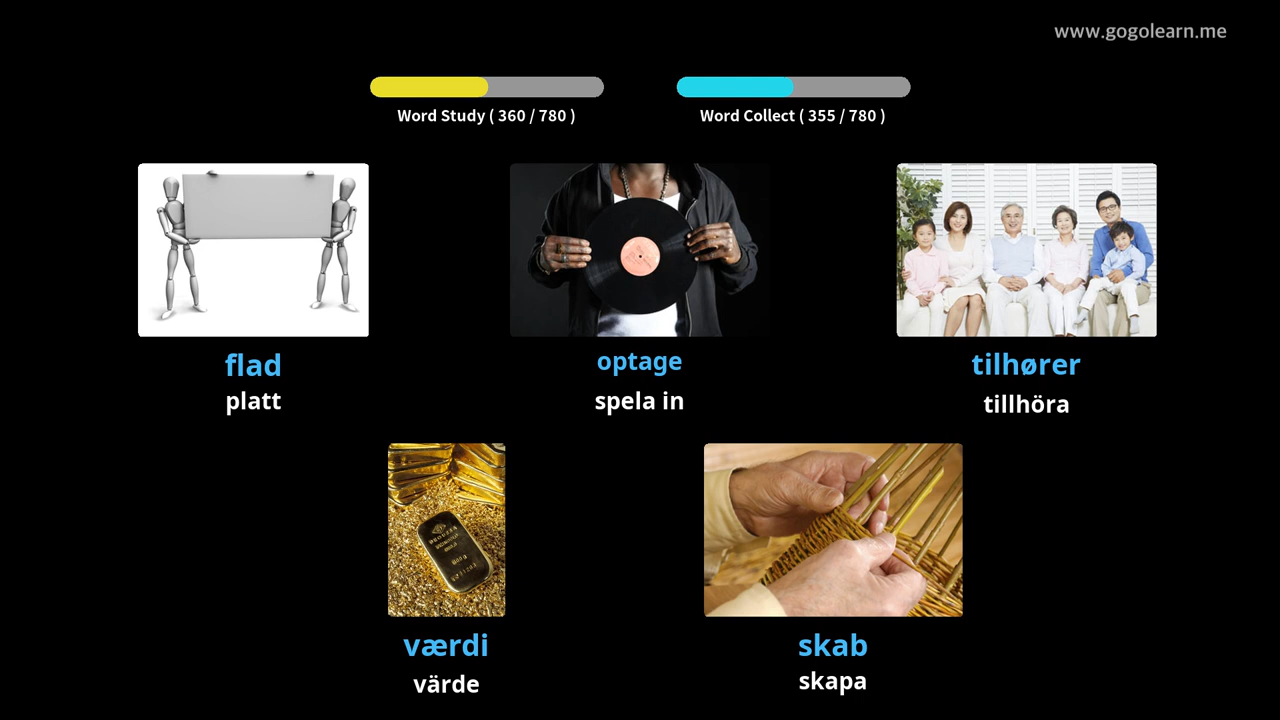 www.gogolearn.me
Word Study ( 360 / 780 )
Word Collect ( 355 / 780 )
flad
platt
optage
spela in
tilhører
tillhöra
værdi
värde
skab
skapa